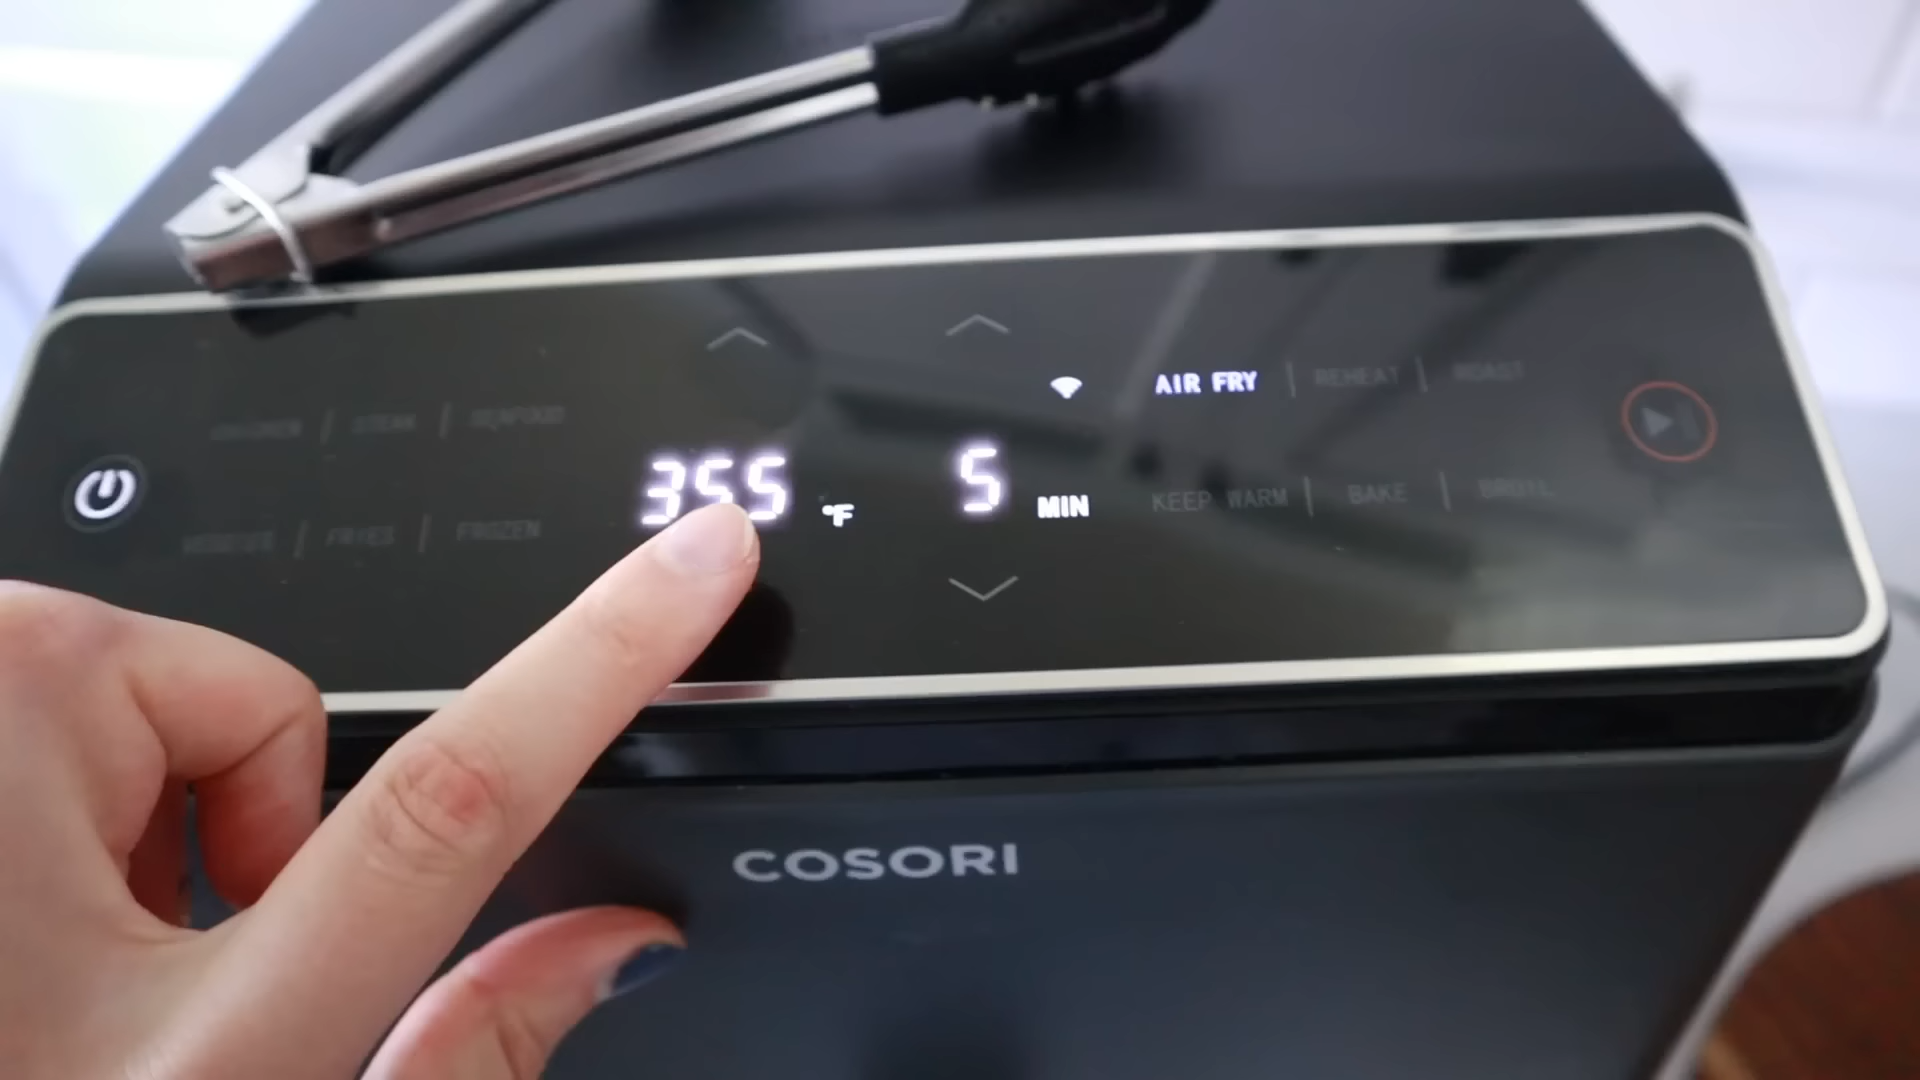 AIR FRY | REHEAT | ROAST
CHICKEN / STEAK / SEAFOOD
355 °F 5 MIN
KEEP WARM | BAKE | BROIL
VEGGIES / FRIES / FROZEN
COSORI